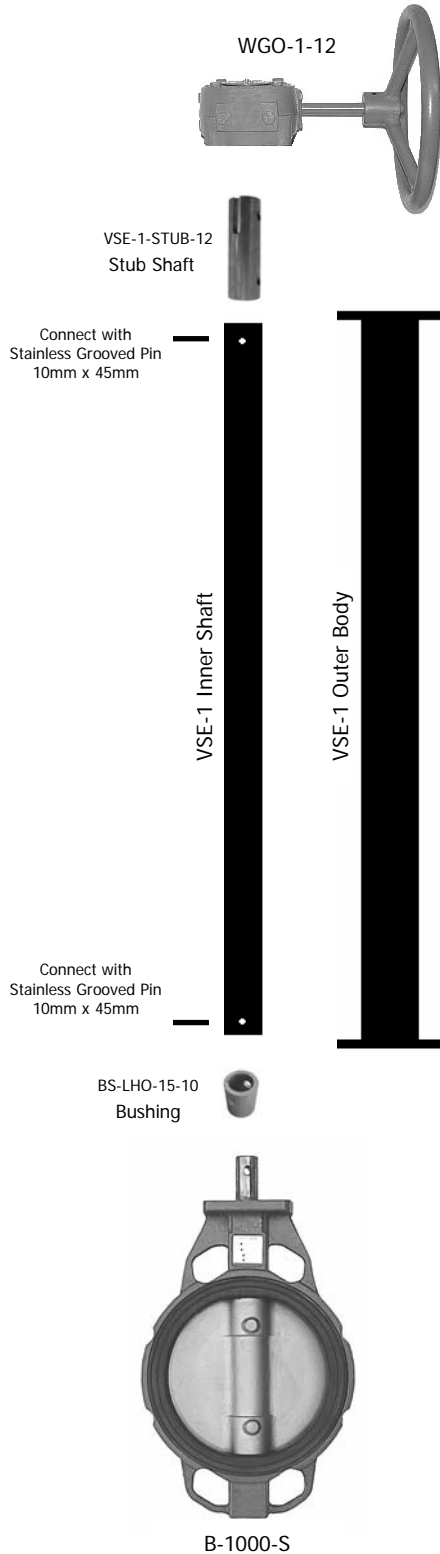 WGO-1-12
VSE-1-STUB-12
Stub Shaft
Connect with
Stainless Grooved Pin
10mm x 45mm
VSE-1 Inner Shaft
VSE-1 Outer Body
Connect with
Stainless Grooved Pin
10mm x 45mm
BS-LHO-15-10
Bushing
B-1000-S